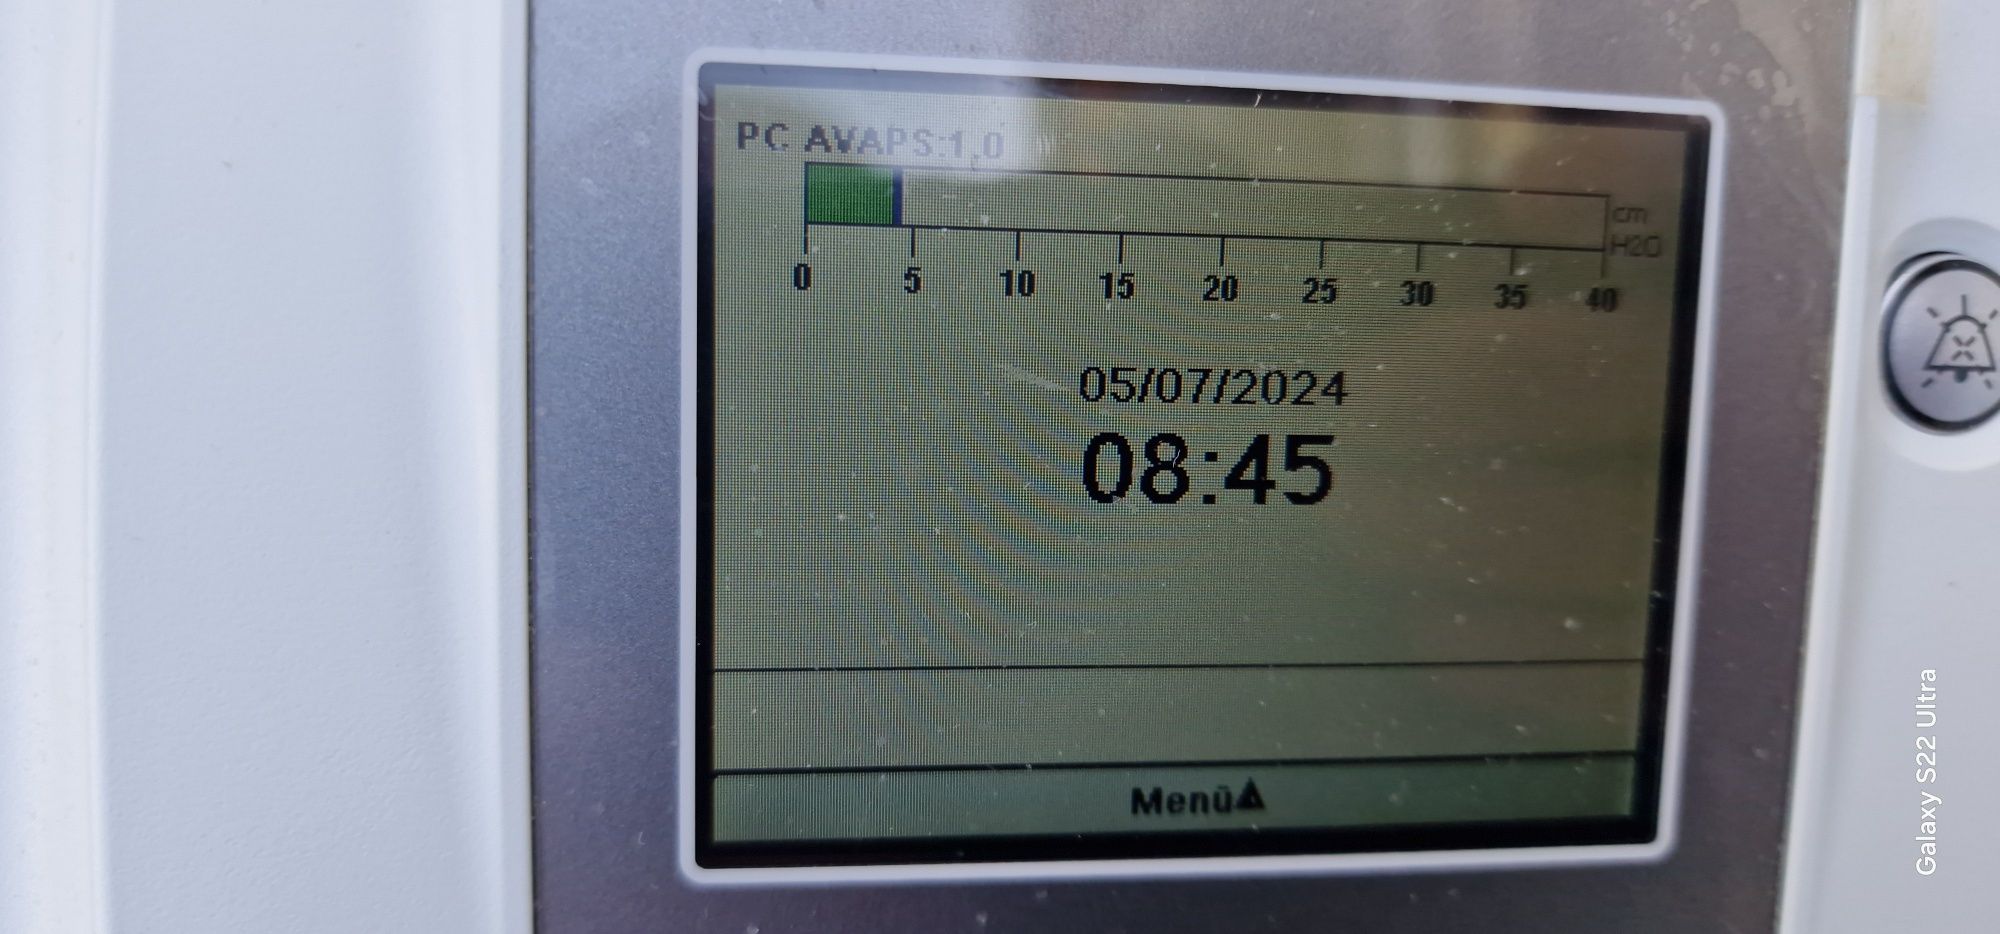 PC AVAPS:1,0
cm
H2O
0 5 10 15 20 25 30 35 40
05/07/2024
08:45
Menü▲
Galaxy S22 Ultra